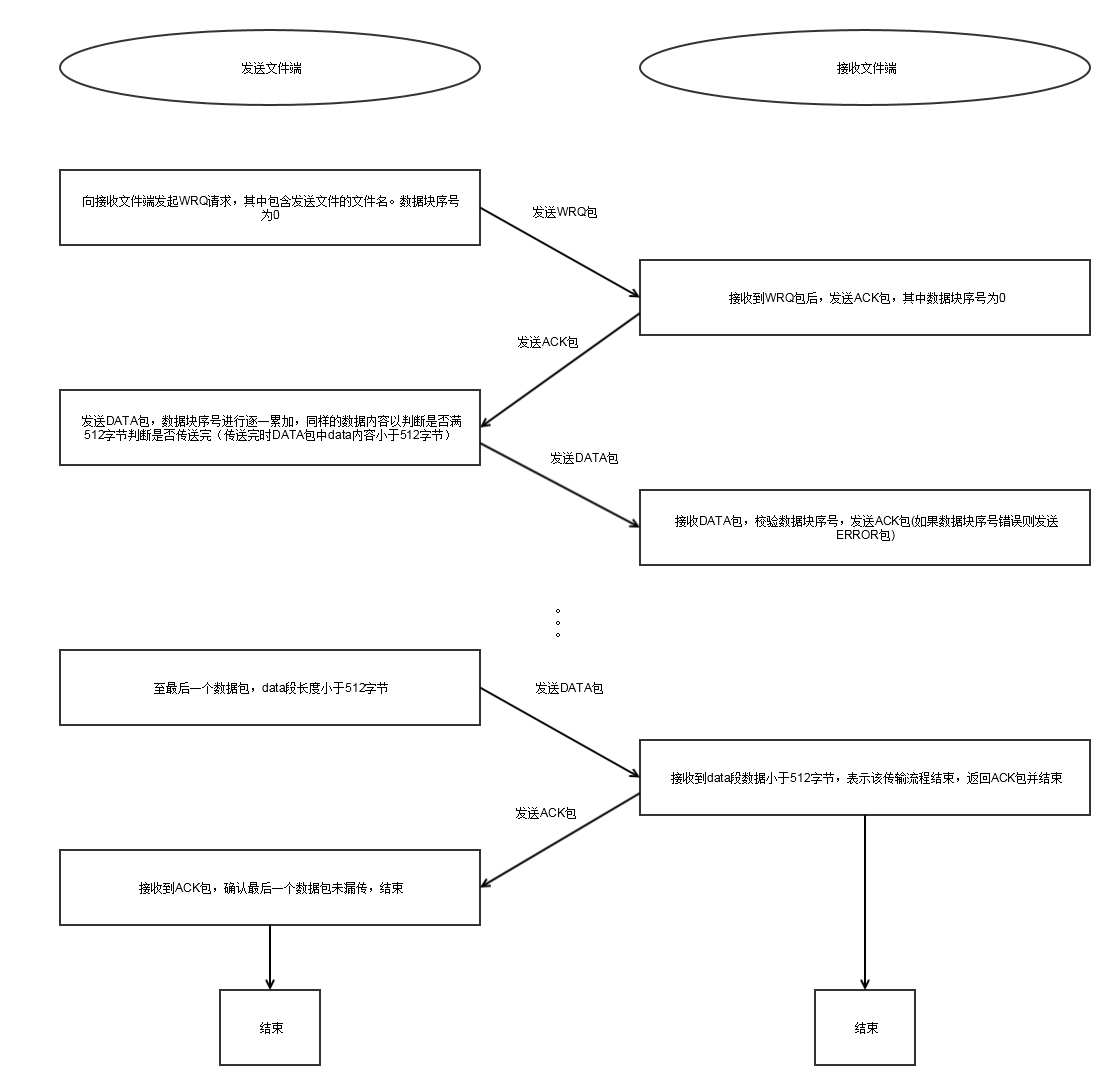 发送文件端
接收文件端
向接收文件端发起WRQ请求，其中包含发送文件的文件名。数据块序号
为0
发送WRQ包
接收到WRQ包后，发送ACK包，其中数据块序号为0
发送ACK包
发送DATA包，数据块序号进行逐一累加，同样的数据内容以判断是否满
512字节判断是否传送完（传送完时DATA包中data内容小于512字节）
发送DATA包
接收DATA包，校验数据块序号，发送ACK包(如果数据块序号错误则发送
ERROR包)
至最后一个数据包，data段长度小于512字节
发送DATA包
接收到data段数据小于512字节，表示该传输流程结束，返回ACK包并结束
发送ACK包
接收到ACK包，确认最后一个数据包未漏传，结束
结束
结束